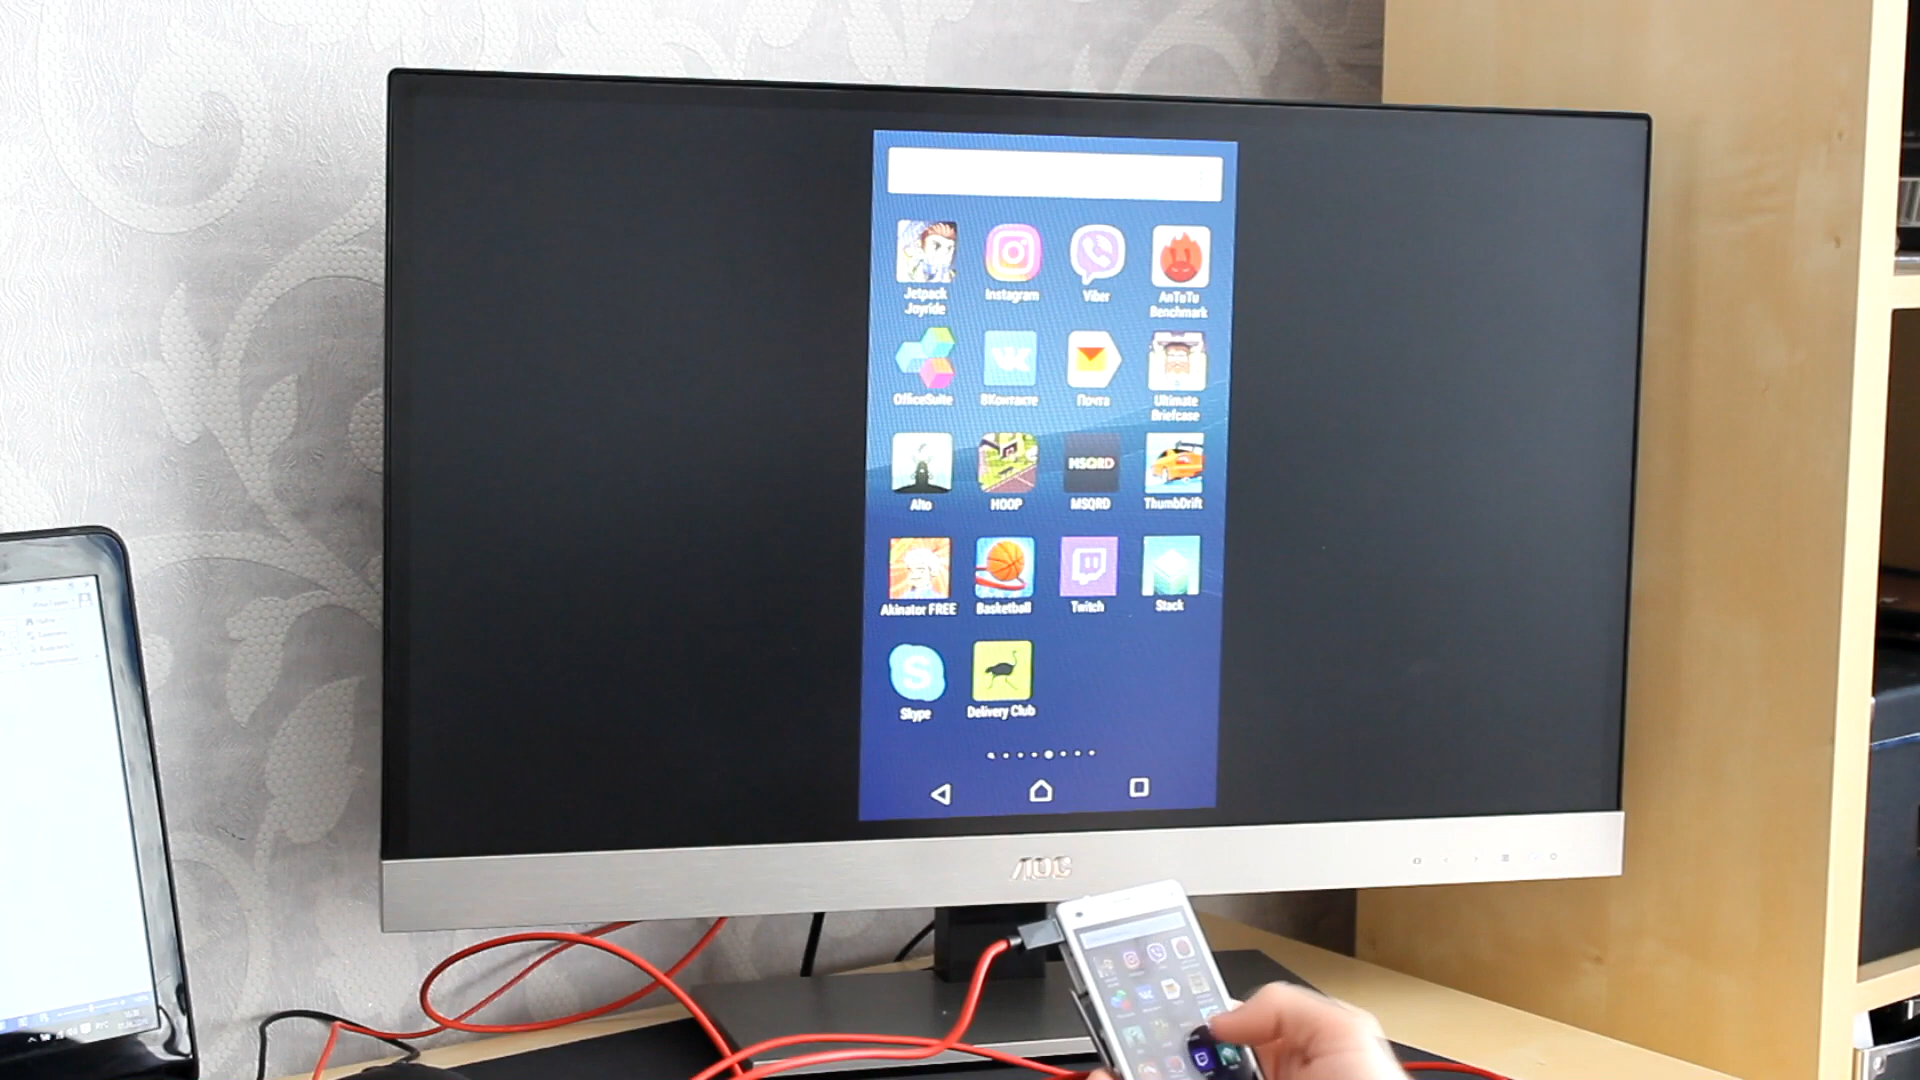 Jetpack
Joyride
Instagram
Viber
AnTuTu
Benchmark
OfficeSuite
ВКонтакте
Почта
Ultimate
Briefcase
Alto
HOOP
MSQRD
MSQRD
ThumbDrift
Akinator FREE
Basketball
Twitch
Stack
Skype
Delivery Club
AOC